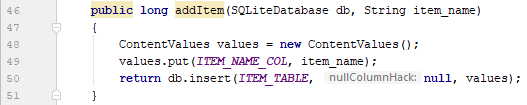 46 public long addItem(SQLiteDatabase db, String item_name)
47 {
48 ContentValues values = new ContentValues();
49 values.put(ITEM_NAME_COL, item_name);
50 return db.insert(ITEM_TABLE, nullColumnHack: null, values);
51 }